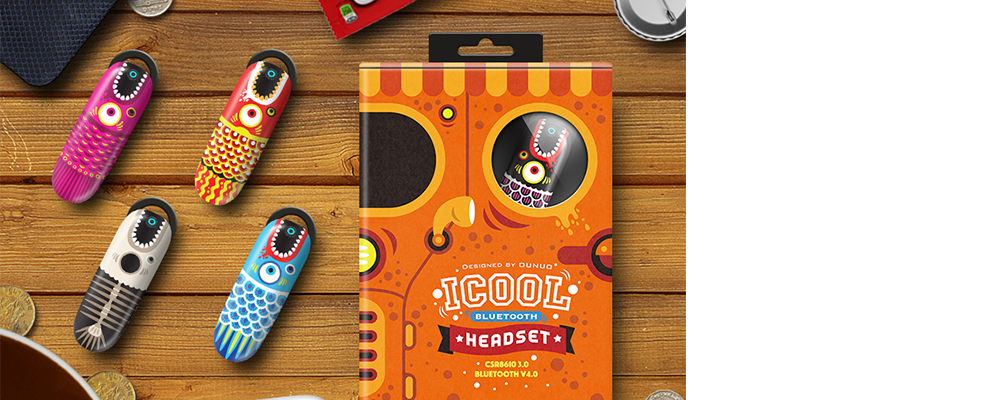 DESIGNED BY OUNUO
ICOOL
BLUETOOTH
HEADSET
CSR8610 3.0
BLUETOOTH V4.0